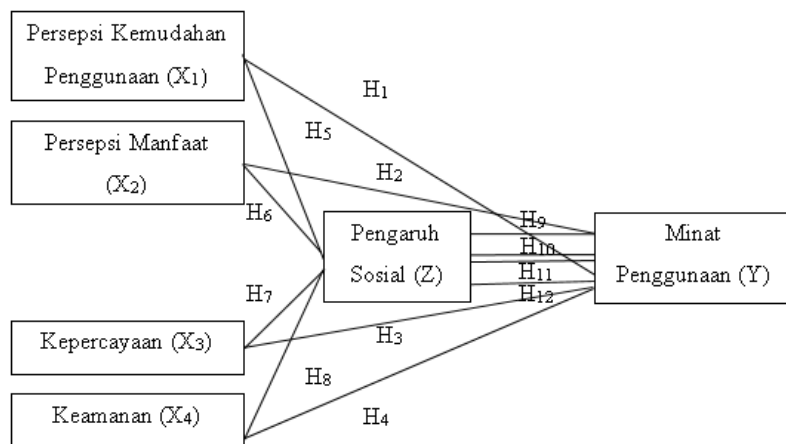 Persepsi Kemudahan
Penggunaan (X₁)
H₁
H₅
Persepsi Manfaat
(X₂)
H₂
H₆
Pengaruh
Sosial (Z)
H₉
H₁₀
H₁₁
H₁₂
Minat
Penggunaan (Y)
H₇
Kepercayaan (X₃)
H₃
H₈
Keamanan (X₄)
H₄